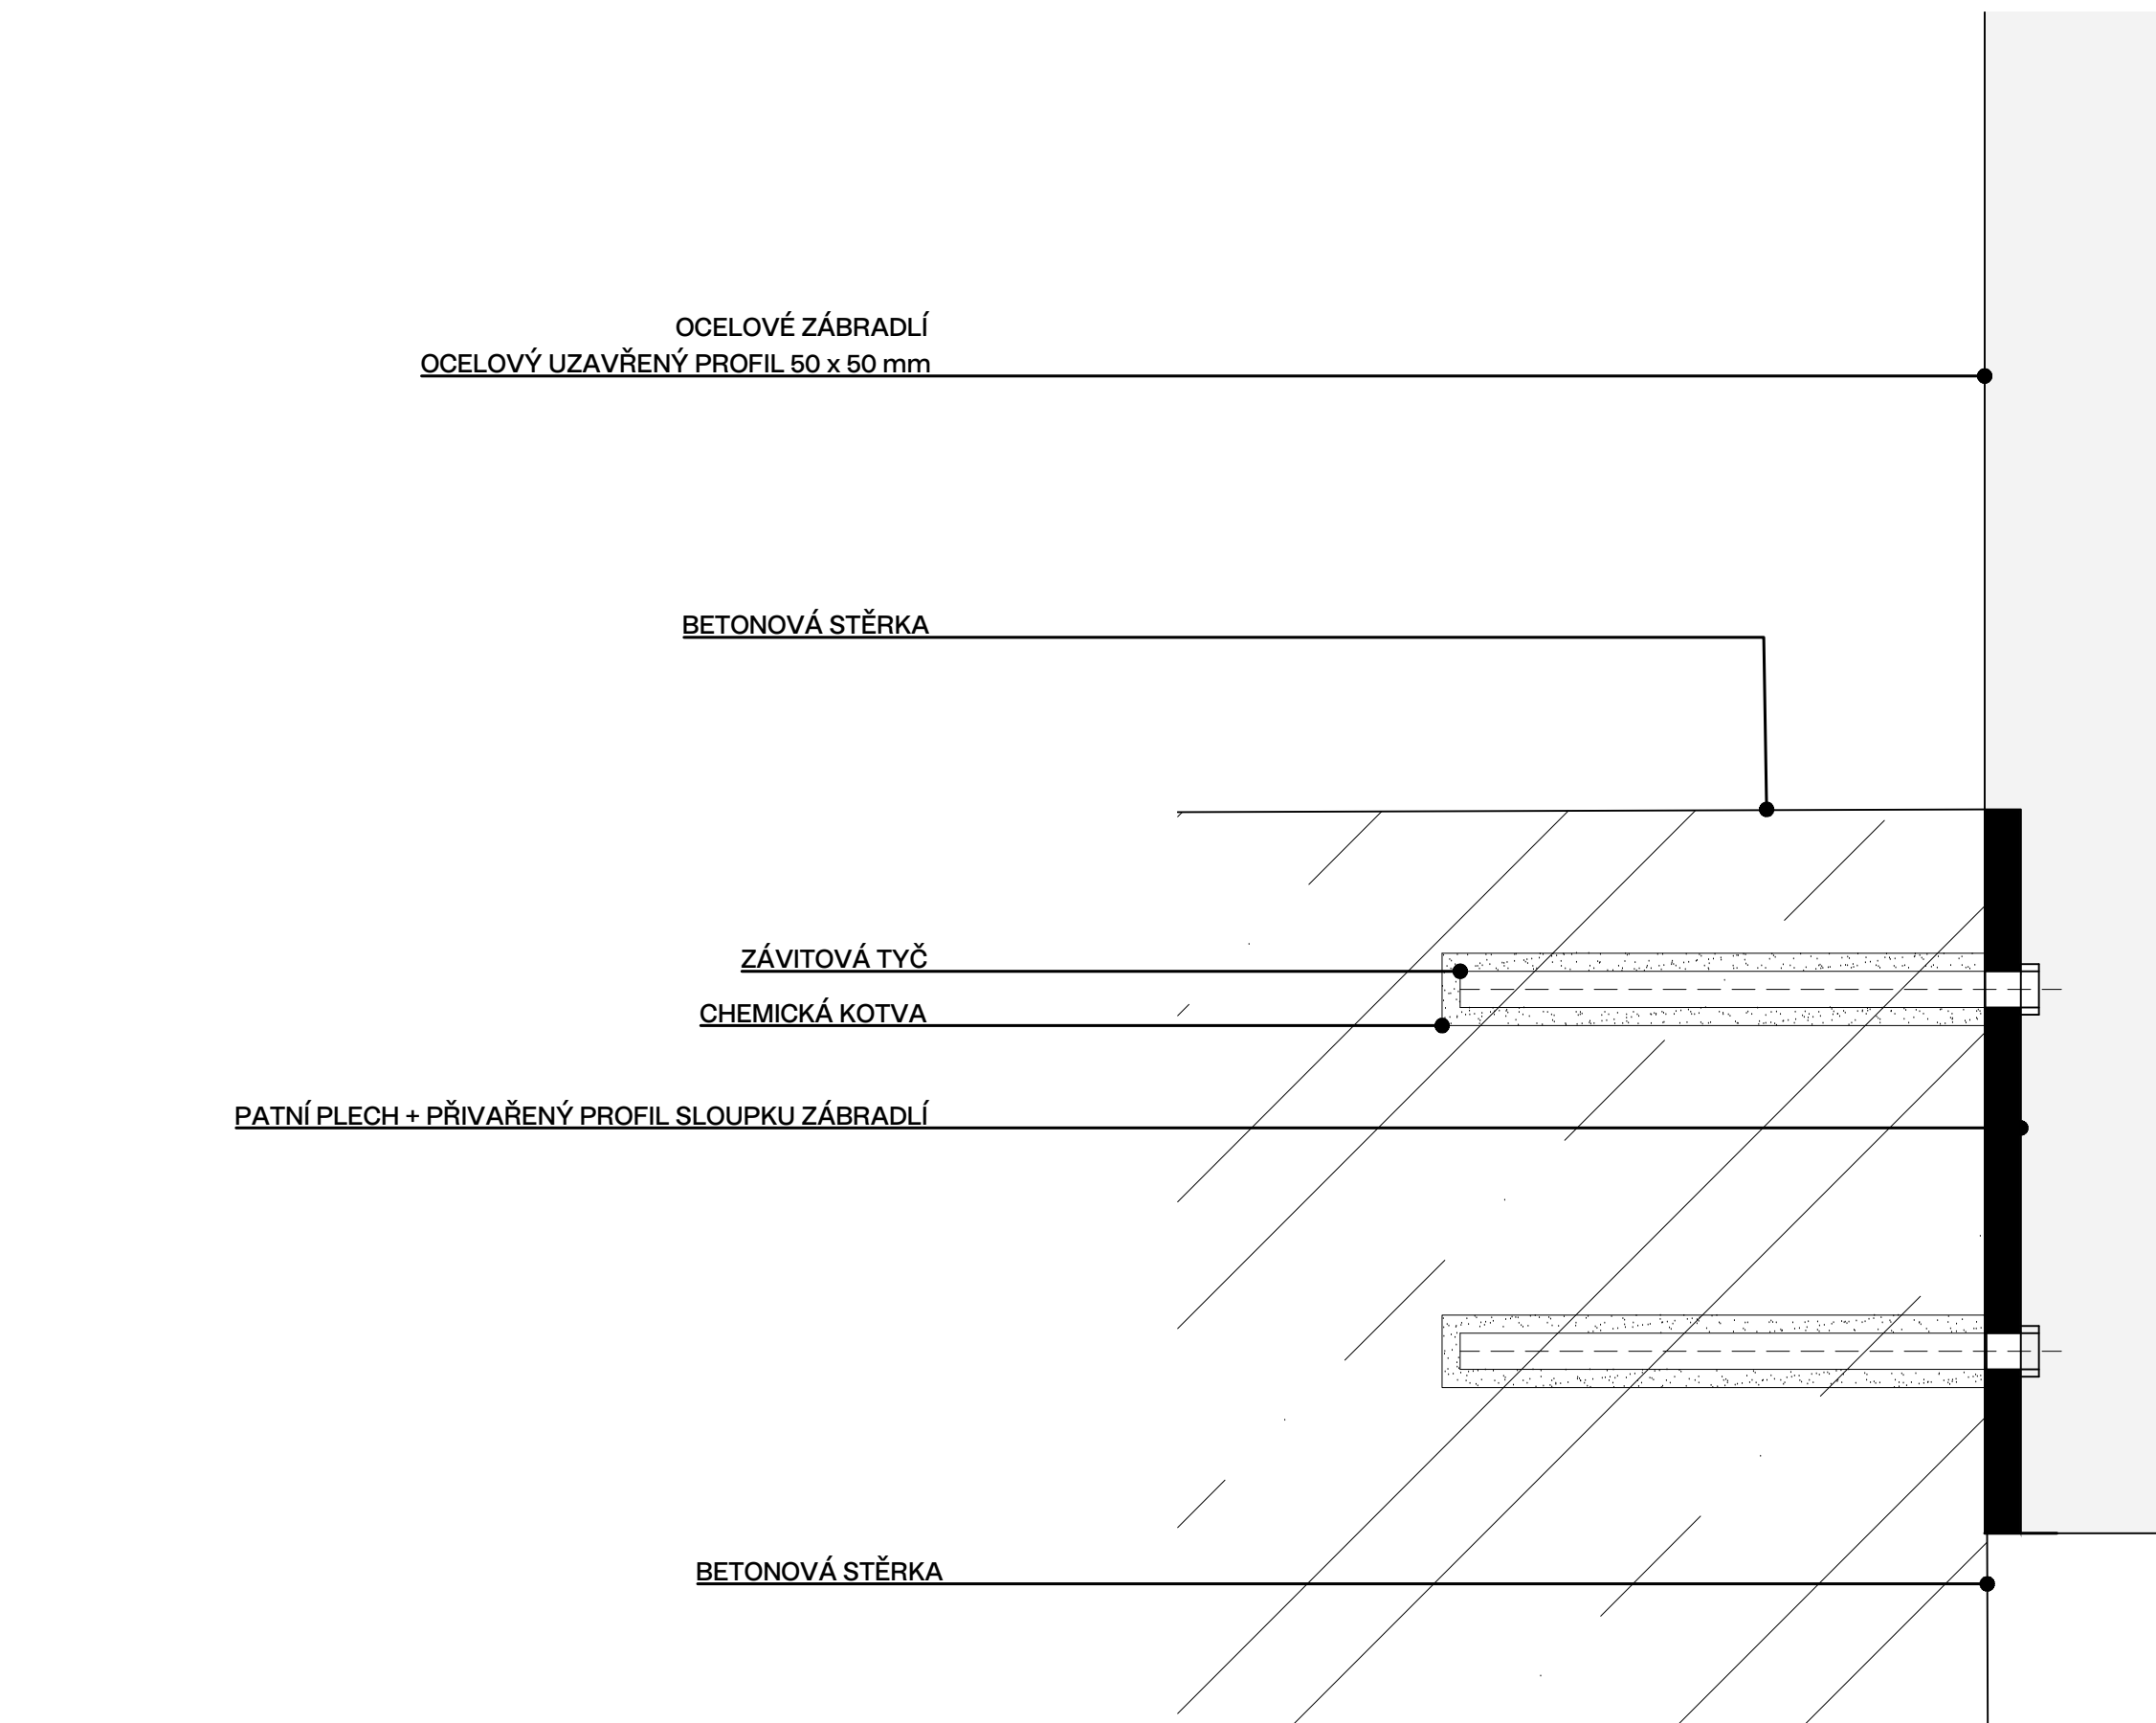 OCELOVÉ ZÁBRADLÍ
OCELOVÝ UZAVŘENÝ PROFIL 50 x 50 mm
BETONOVÁ STĚRKA
ZÁVITOVÁ TYČ
CHEMICKÁ KOTVA
PATNÍ PLECH + PŘIVAŘENÝ PROFIL SLOUPKU ZÁBRADLÍ
BETONOVÁ STĚRKA